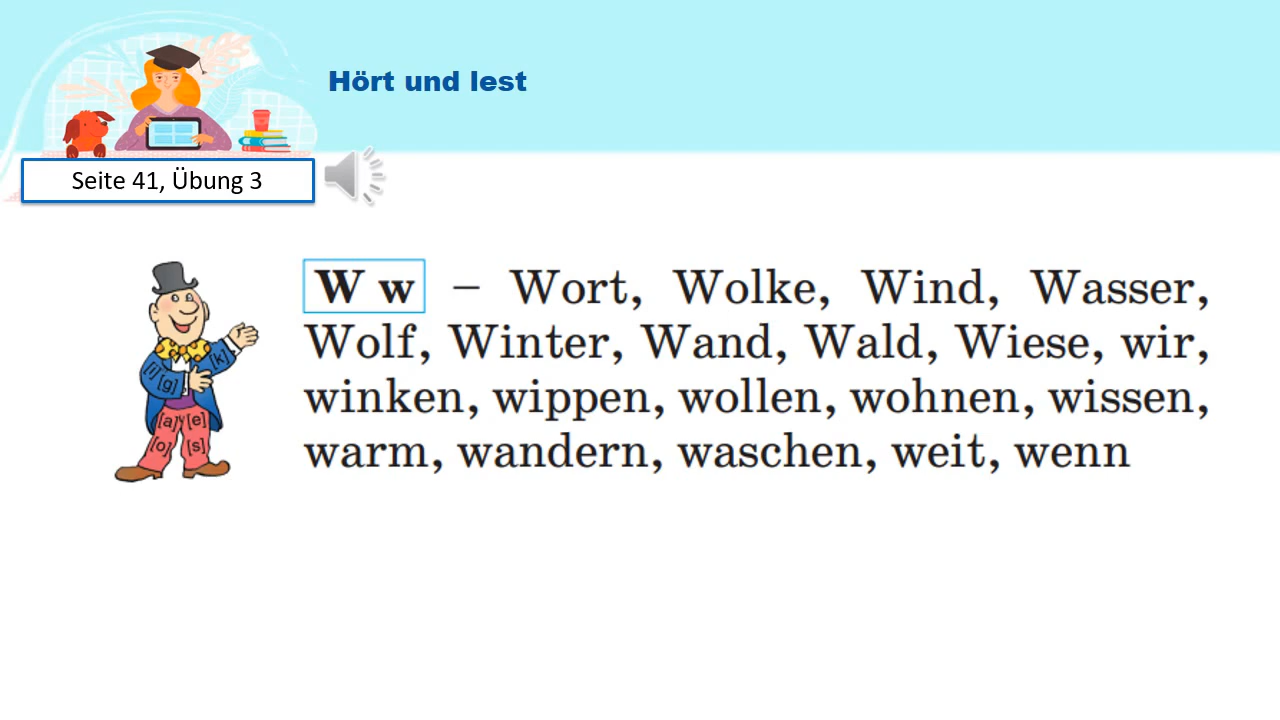 Hört und lest
Seite 41, Übung 3
W w – Wort, Wolke, Wind, Wasser,
Wolf, Winter, Wand, Wald, Wiese, wir,
winken, wippen, wollen, wohnen, wissen,
warm, wandern, waschen, weit, wenn
[k]
[i] [g]
[a] [e]
[o] [s]